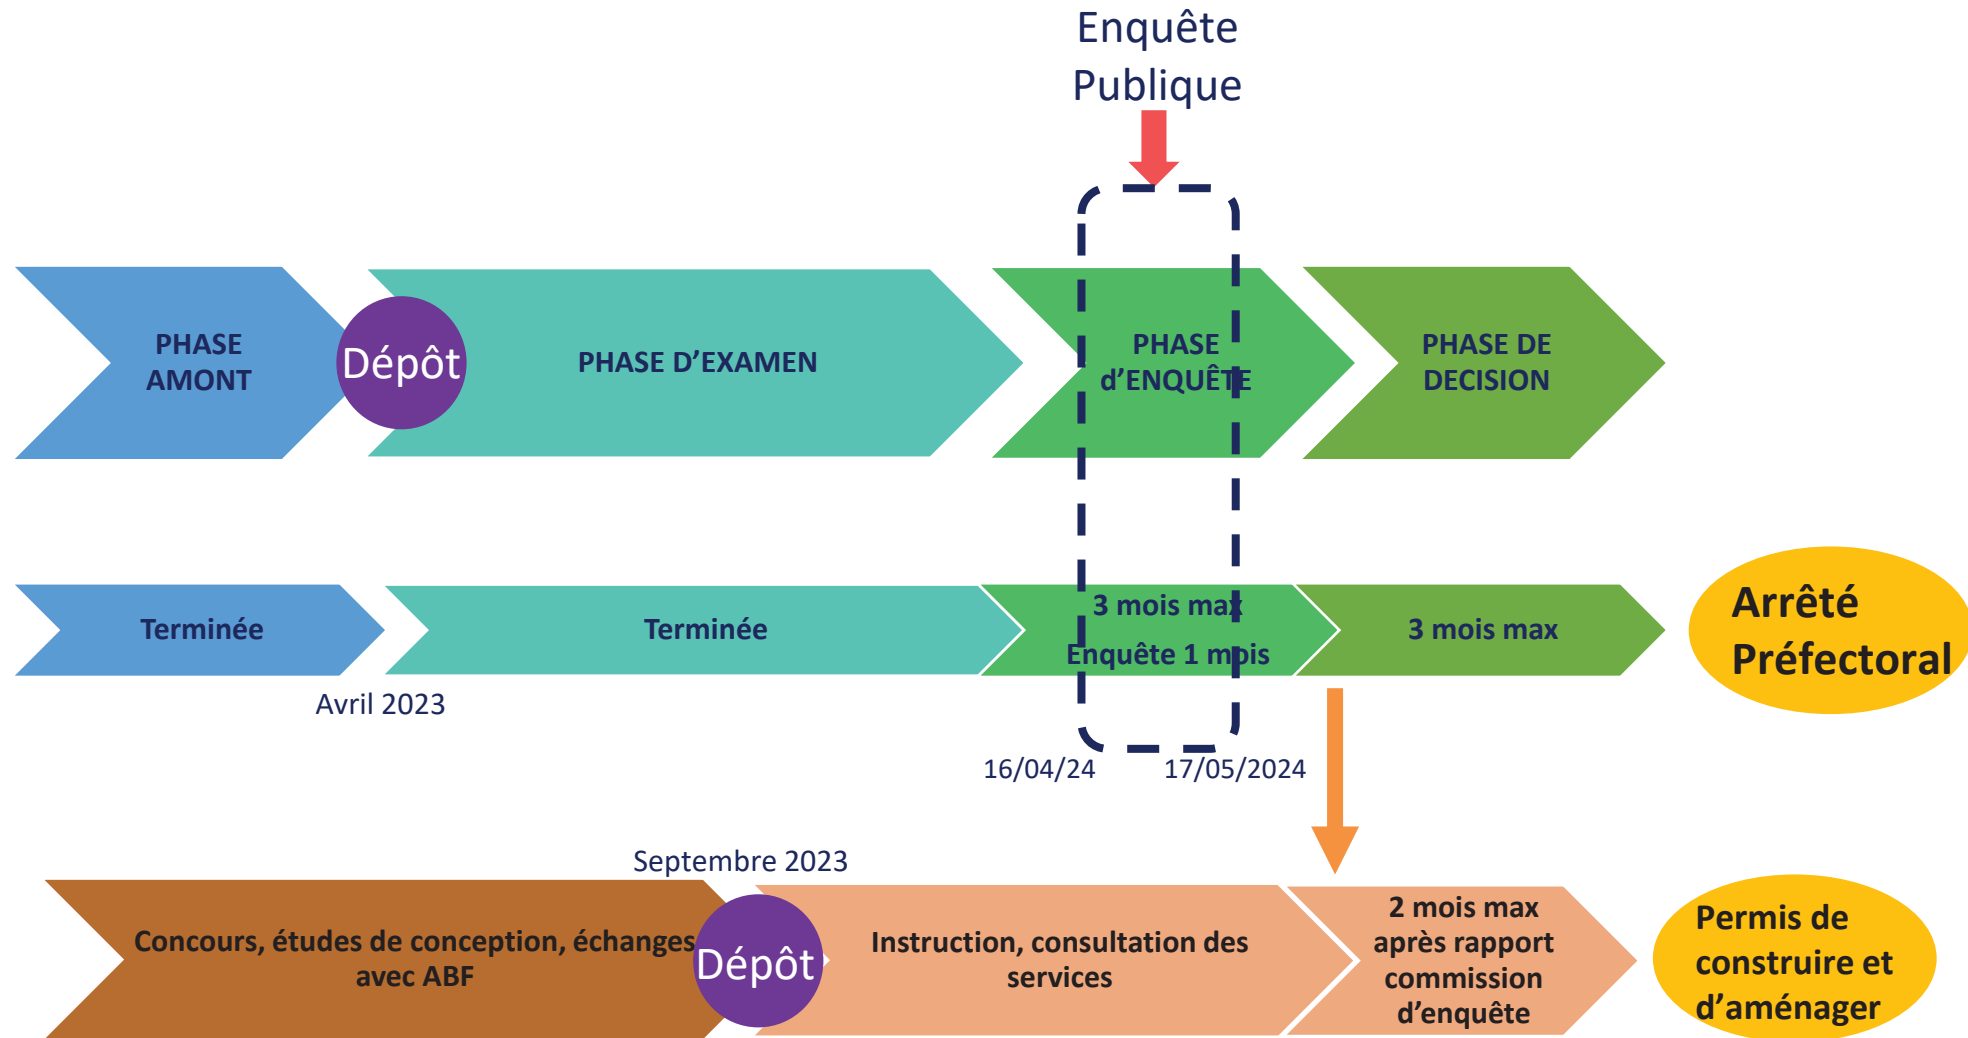 Enquête
Publique
PHASE
AMONT
Dépôt
PHASE D’EXAMEN
PHASE
d’ENQUÊTE
PHASE DE
DECISION
Terminée
Terminée
3 mois max
Enquête 1 mois
3 mois max
Arrêté
Préfectoral
Avril 2023
16/04/24
17/05/2024
Septembre 2023
Concours, études de conception, échanges
avec ABF
Dépôt
Instruction, consultation des
services
2 mois max
après rapport
commission
d’enquête
Permis de
construire et
d’aménager